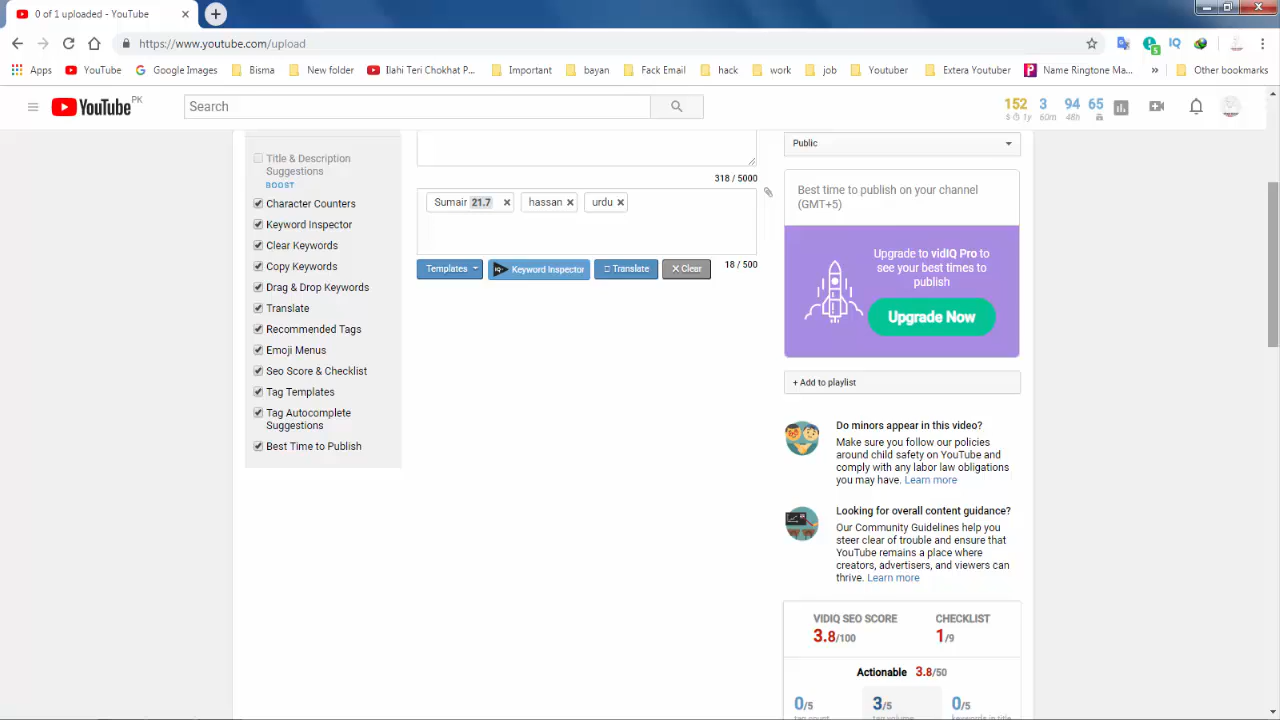 0 of 1 uploaded - YouTube
https://www.youtube.com/upload
Apps YouTube Google Images Bisma New Folder Ilahi Teri Chokhat P... Important bayan Fack Email hack work job Youtuber Extera Youtuber Name Ringtone Ma... » Other bookmarks
YouTube PK
Search
152 3 94 65
1y 60m 48h
Title & Description
Suggestions
BOOST
Character Counters
Keyword Inspector
Clear Keywords
Copy Keywords
Drag & Drop Keywords
Translate
Recommended Tags
Emoji Menus
Seo Score & Checklist
Tag Templates
Tag Autocomplete
Suggestions
Best Time to Publish
318 / 5000
Sumair 21.7 × hassan × urdu ×
Templates Keyword Inspector Translate X Clear
18 / 500
Public
Best time to publish on your channel
(GMT+5)
Upgrade to vidIQ Pro to
see your best times to
publish
Upgrade Now
+ Add to playlist
Do minors appear in this video?
Make sure you follow our policies
around child safety on YouTube and
comply with any labor law obligations
you may have. Learn more
Looking for overall content guidance?
Our Community Guidelines help you
steer clear of trouble and ensure that
YouTube remains a place where
creators, advertisers, and viewers can
thrive. Learn more
VIDIQ SEO SCORE CHECKLIST
3.8/100 1/9
Actionable 3.8/50
0/5 3/5 0/5
tag count tag volume keywords in title